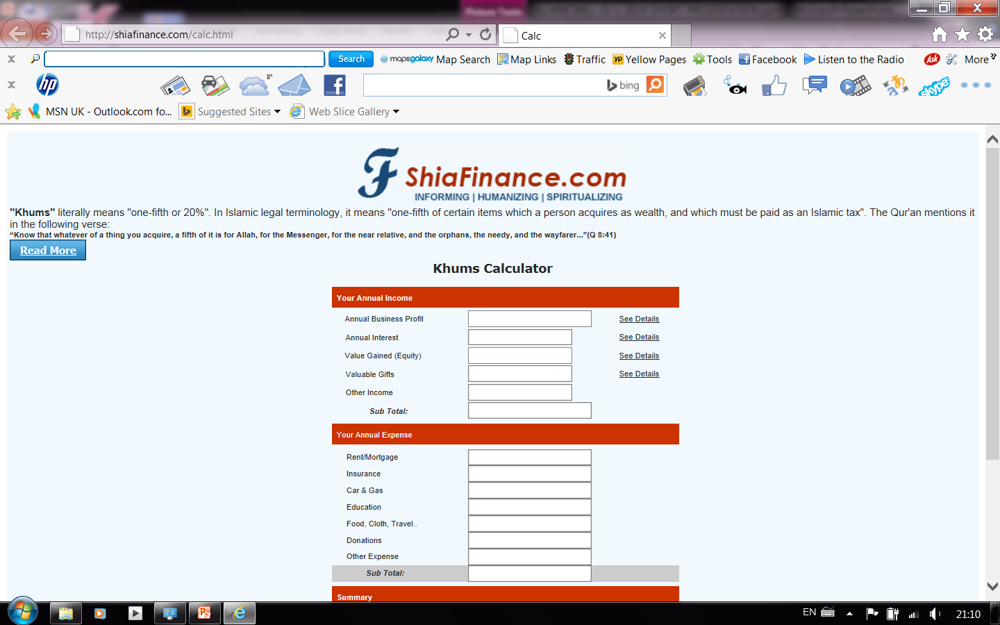 Picture Tools
http://shiafinance.com/calc.html
Calc
Search
mapsgalaxy Map Search Map Links Traffic YP Yellow Pages Tools Facebook Listen to the Radio Ask More
hp 8° bing skype
MSN UK - Outlook.com fo... Suggested Sites Web Slice Gallery
ShiaFinance.com
INFORMING | HUMANIZING | SPIRITUALIZING
"Khums" literally means "one-fifth or 20%". In Islamic legal terminology, it means "one-fifth of certain items which a person acquires as wealth, and which must be paid as an Islamic tax". The Qur'an mentions it
in the following verse:
“Know that whatever of a thing you acquire, a fifth of it is for Allah, for the Messenger, for the near relative, and the orphans, the needy, and the wayfarer...”(Q 8:41)
Read More
Khums Calculator
Your Annual Income
Annual Business Profit See Details
Annual Interest See Details
Value Gained (Equity) See Details
Valuable Gifts See Details
Other Income
Sub Total:
Your Annual Expense
Rent/Mortgage
Insurance
Car & Gas
Education
Food, Cloth, Travel..
Donations
Other Expense
Sub Total:
Summary
EN 21:10